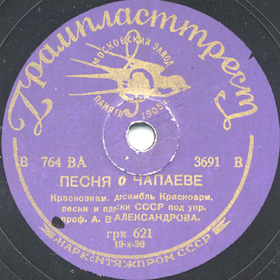 Грампласттрест
МОСКОВСКИЙ ЗАВОД
ПАМЯТИ 1905 г.
В 764 ВА 3691 В
ПЕСНЯ О ЧАПАЕВЕ
Краснознам. ансамбль Красноарм.
песни и пляски СССР под упр.
проф. А. В. АЛЕКСАНДРОВА.
грк 621
19-X-36
НАРКОМТЯЖПРОМ СССР